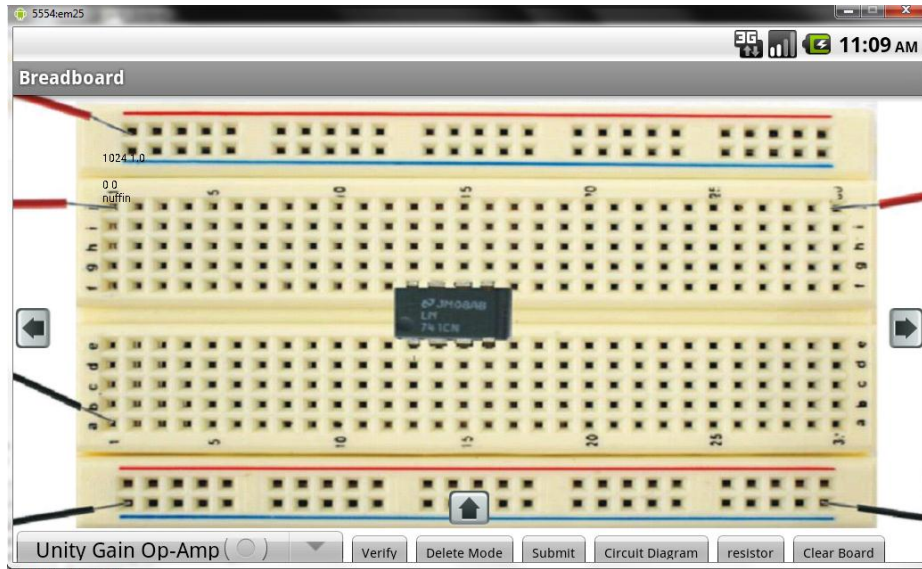 5554:em25
3G 11:09 AM
Breadboard
1024 1.0
0 0
nuffin
5 10 15 20 25 30
i i
h h
g g
f f
JM08AB
LM
741CN
e e
d d
c c
b b
a a
1 5 10 15 20 25
Unity Gain Op-Amp
Verify
Delete Mode
Submit
Circuit Diagram
resistor
Clear Board